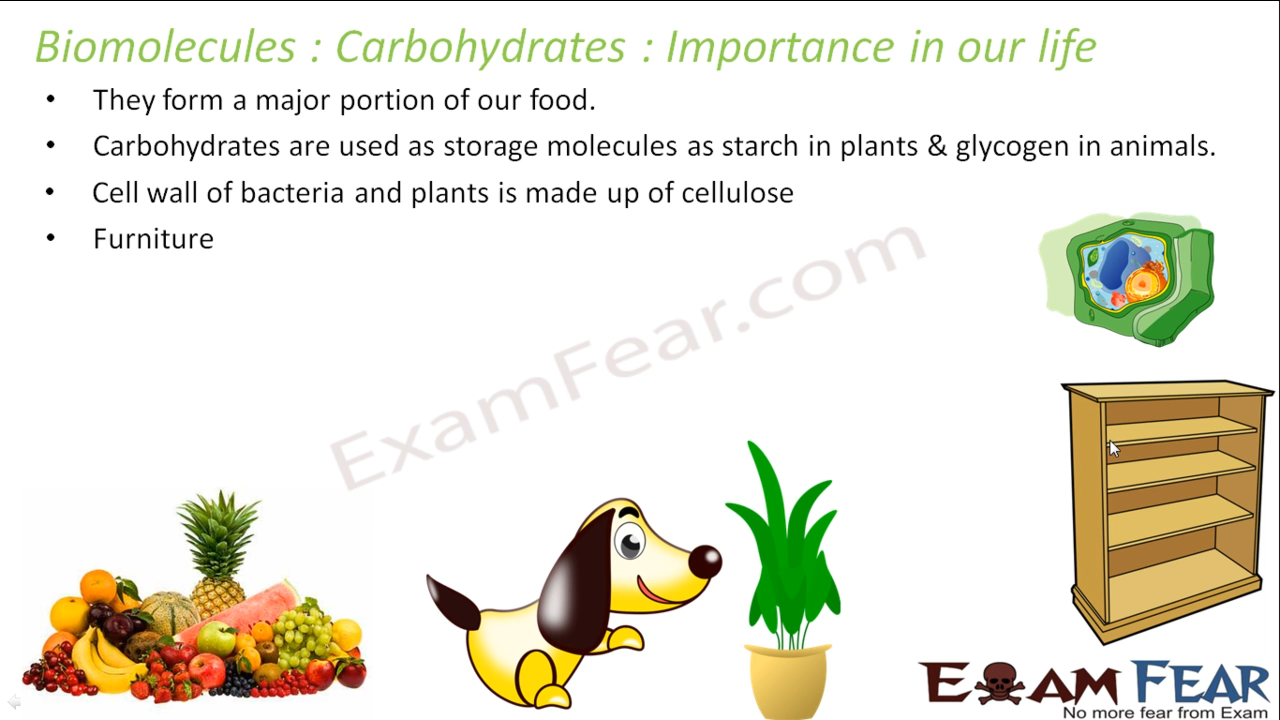 Biomolecules : Carbohydrates : Importance in our life
• They form a major portion of our food.
• Carbohydrates are used as storage molecules as starch in plants & glycogen in animals.
• Cell wall of bacteria and plants is made up of cellulose
• Furniture
ExamFear.com
EXAM FEAR
No more fear from Exam